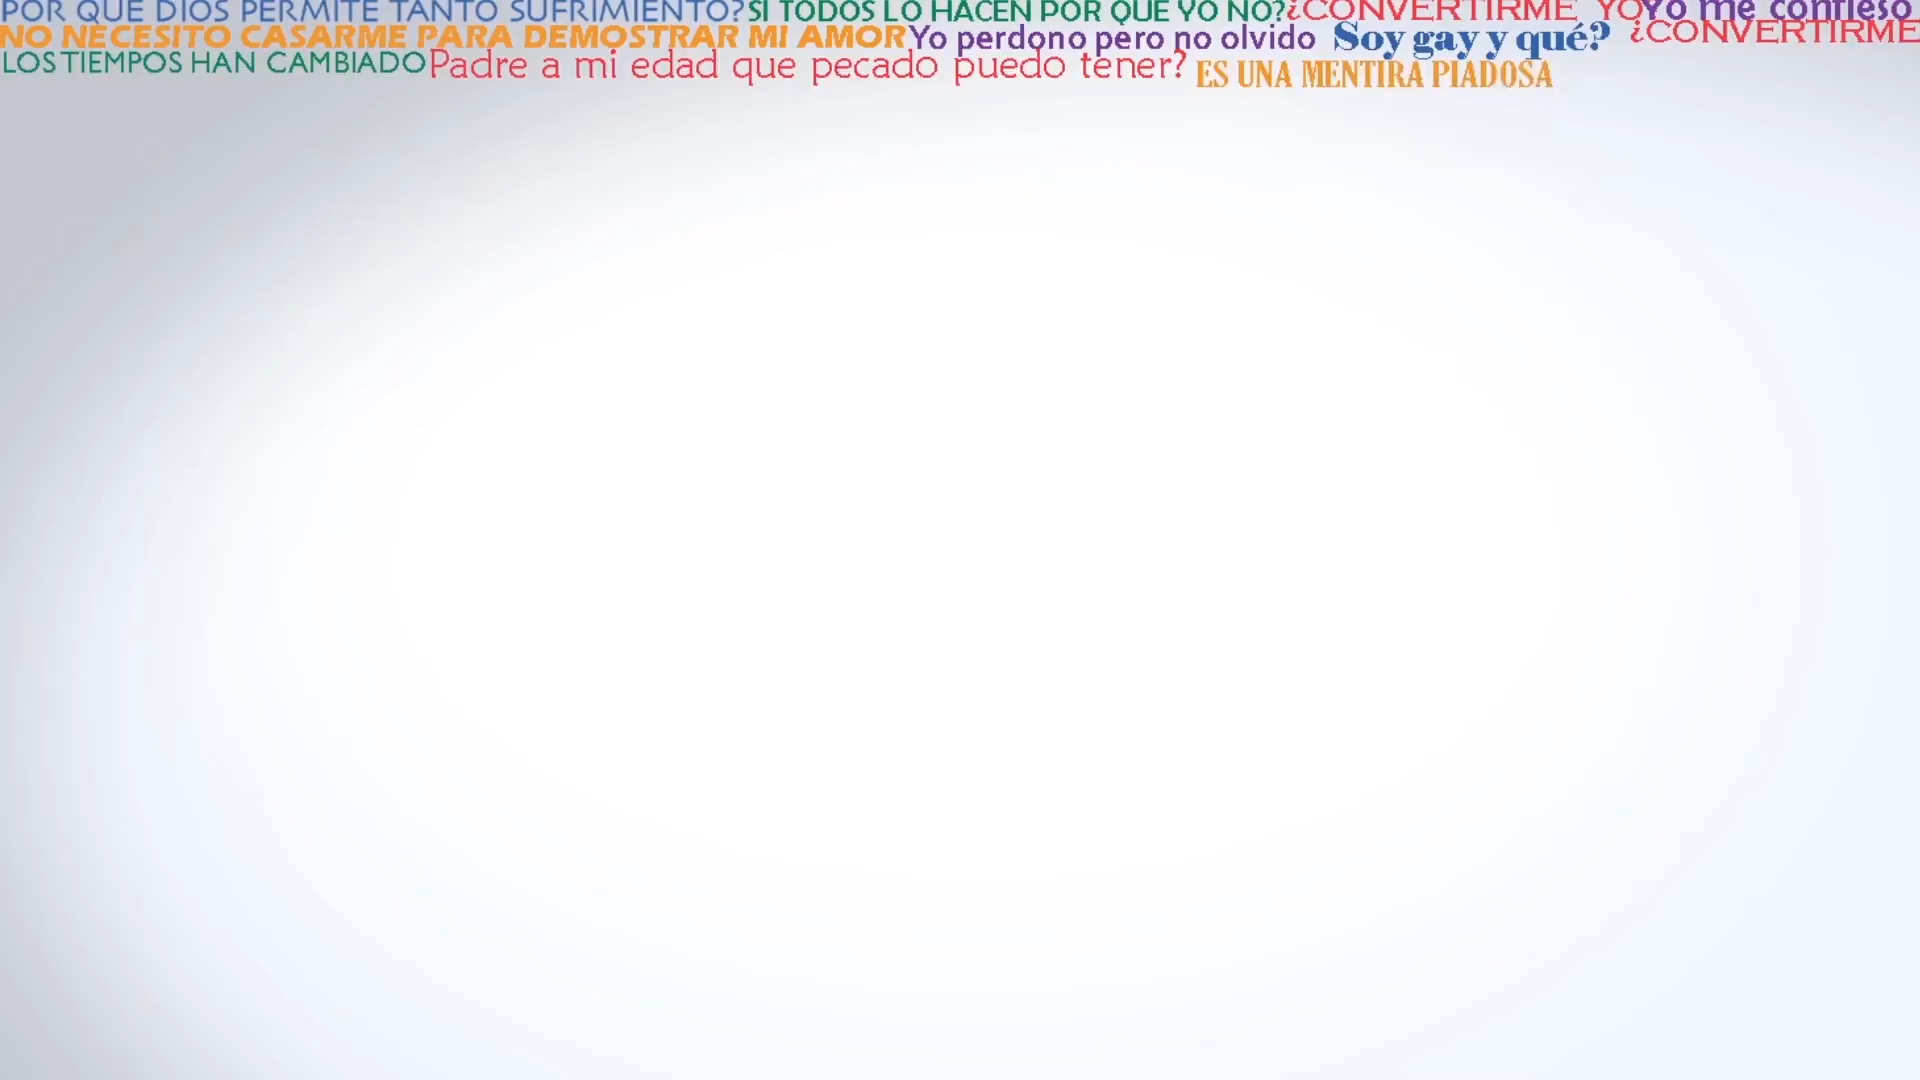 POR QUE DIOS PERMITE TANTO SUFRIMIENTO? SI TODOS LO HACEN POR QUE YO NO? ¿CONVERTIRME YO Yo me confieso
NO NECESITO CASARME PARA DEMOSTRAR MI AMOR Yo perdono pero no olvido Soy gay y qué? ¿CONVERTIRME
LOS TIEMPOS HAN CAMBIADO Padre a mi edad que pecado puedo tener? ES UNA MENTIRA PIADOSA